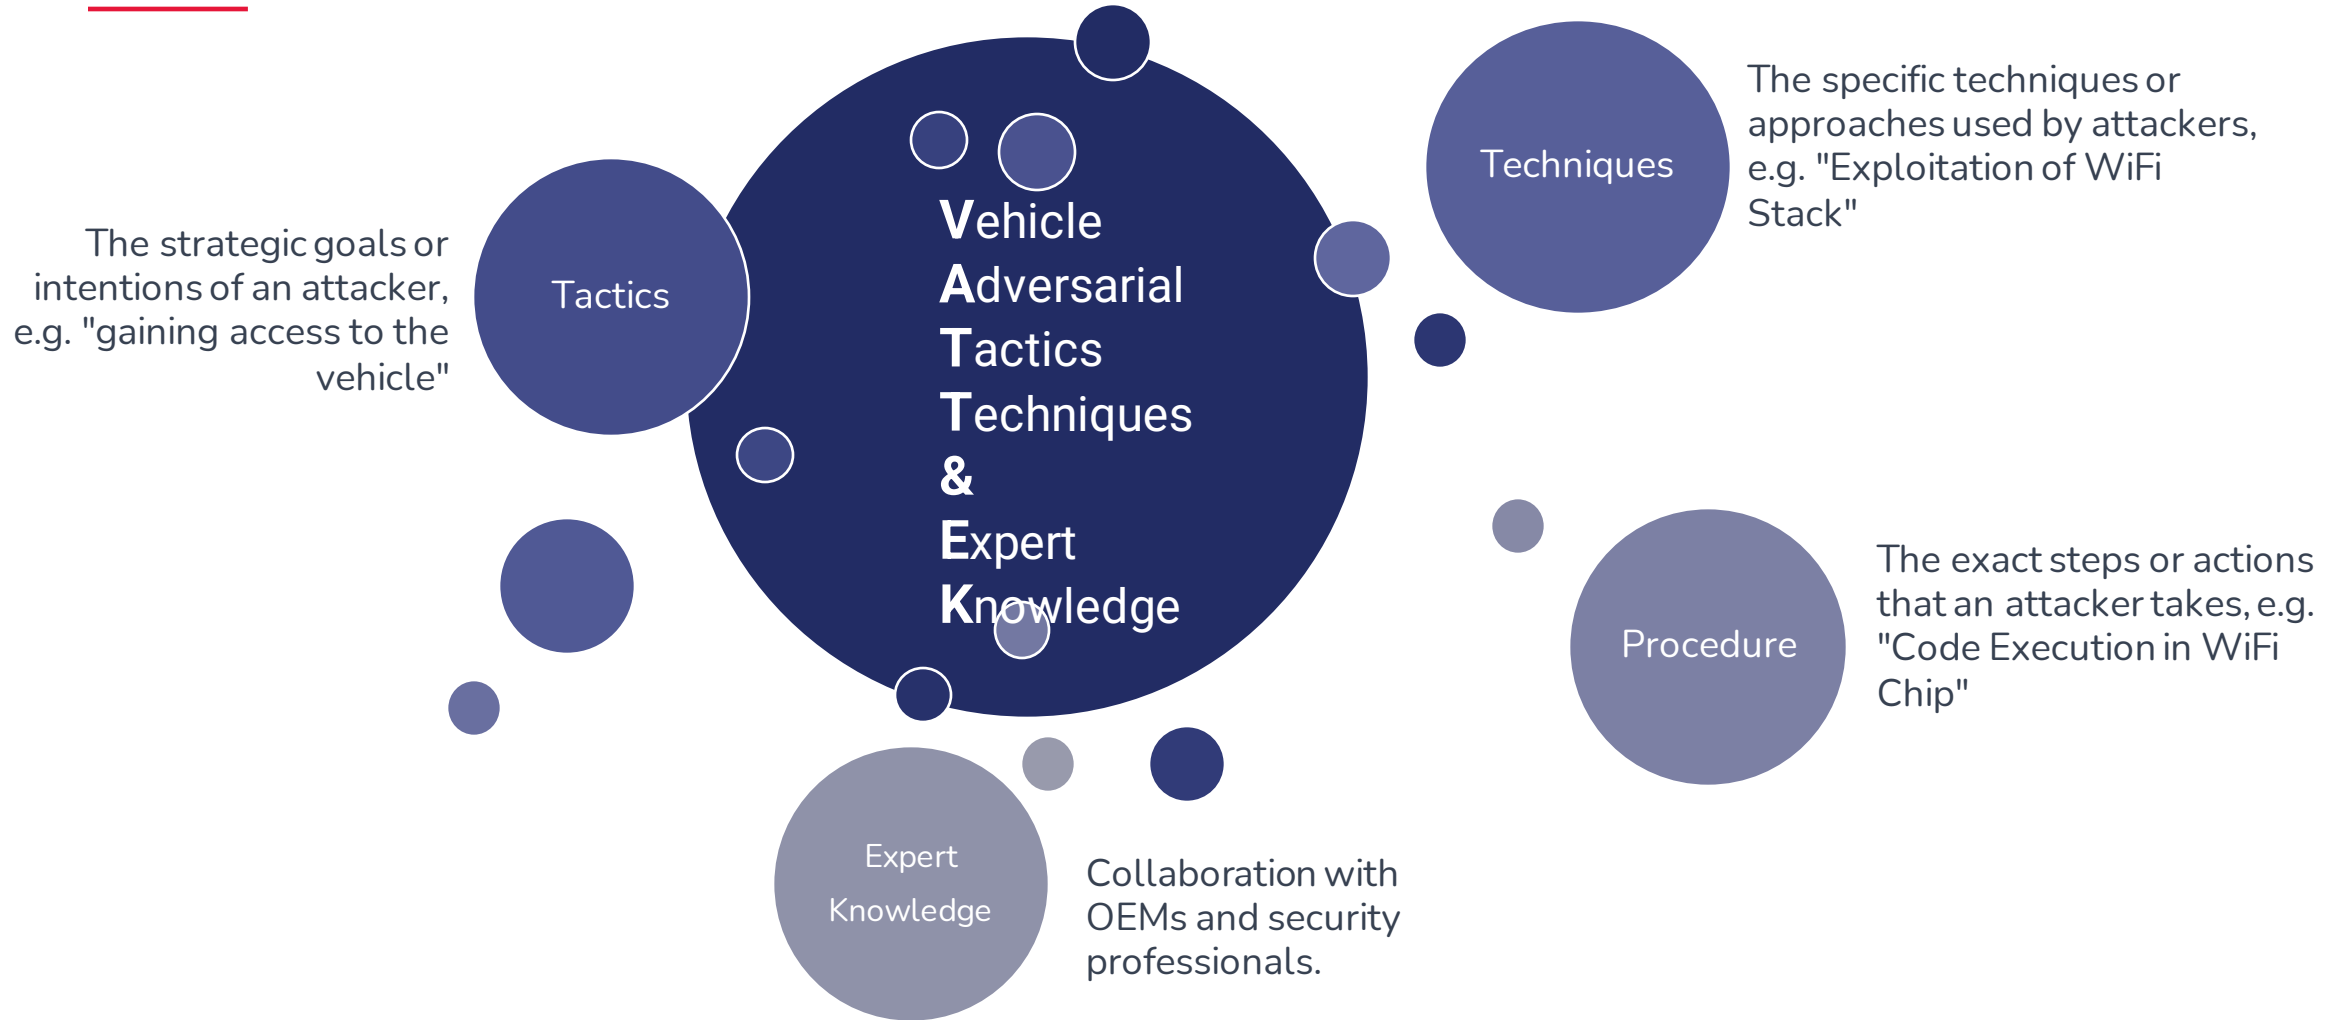 Vehicle
Adversarial
Tactics
Techniques
&
Expert
Knowledge
Tactics
The strategic goals or
intentions of an attacker,
e.g. "gaining access to the
vehicle"
Techniques
The specific techniques or
approaches used by attackers,
e.g. "Exploitation of WiFi
Stack"
Procedure
The exact steps or actions
that an attacker takes, e.g.
"Code Execution in WiFi
Chip"
Expert
Knowledge
Collaboration with
OEMs and security
professionals.